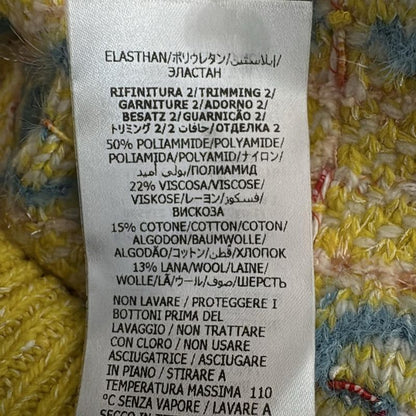 ELASTHAN/ポリウレタン/إيلاستين/
ЭЛАСТАН
RIFINITURA 2/TRIMMING 2/
GARNITURE 2/ADORNO 2/
BESATZ 2/GUARNICÃO 2/
トリミング 2/2 حافات/ОТДЕЛКА 2
50% POLIAMMIDE/POLYAMIDE/
POLIAMIDA/POLYAMID/ナイロン/
بولي أميد/ПОЛИАМИД
22% VISCOSA/VISCOSE/
VISKOSE/レーヨン/فسكوز/
ВИСКОЗА
15% COTONE/COTTON/COTON/
ALGODON/BAUMWOLLE/
ALGODÃO/コットン/قطن/ХЛОПОК
13% LANA/WOOL/LAINE/
WOLLE/LÃ/ウール/صوف/ШЕРСТЬ
NON LAVARE / PROTEGGERE I
BOTTONI PRIMA DEL
LAVAGGIO / NON TRATTARE
CON CLORO / NON USARE
ASCIUGATRICE / ASCIUGARE
IN PIANO / STIRARE A
TEMPERATURA MASSIMA 110
°C SENZA VAPORE / LAVARE A
SECCO IN